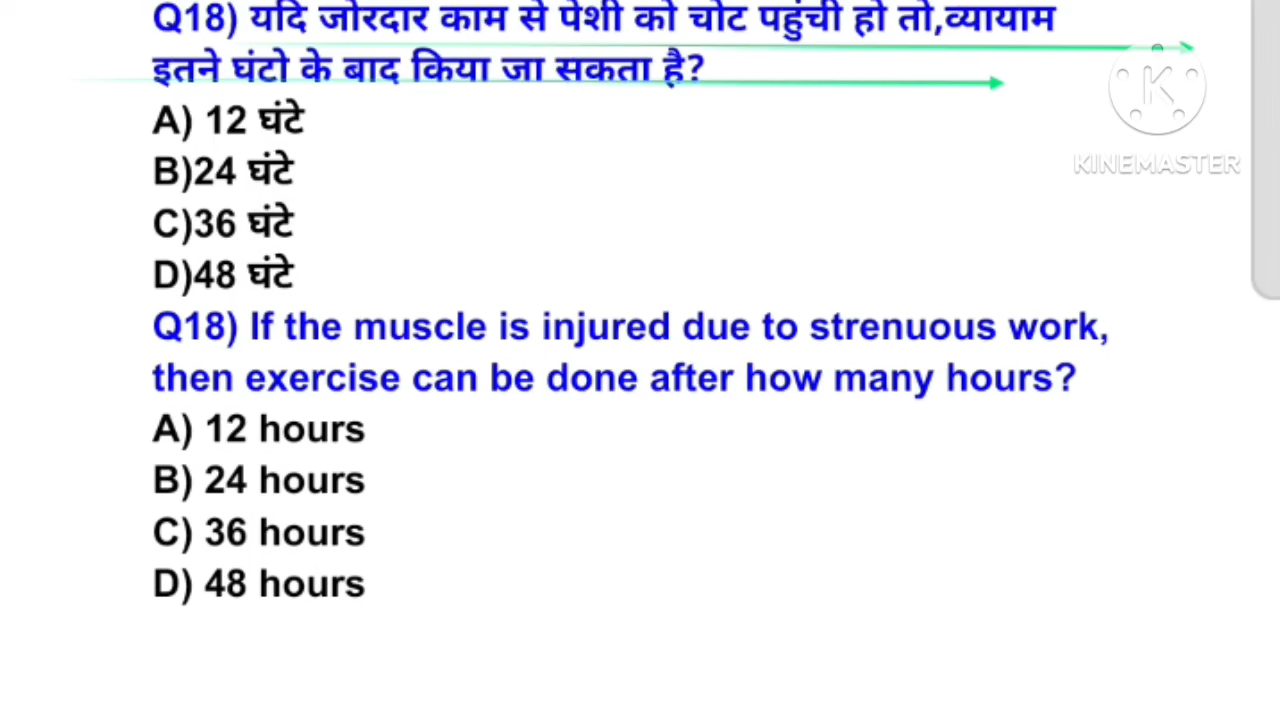 Q18) यदि जोरदार काम से पेशी को चोट पहुंची हो तो,व्यायाम
इतने घंटो के बाद किया जा सकता है?
A) 12 घंटे
B)24 घंटे
C)36 घंटे
D)48 घंटे
Q18) If the muscle is injured due to strenuous work,
then exercise can be done after how many hours?
A) 12 hours
B) 24 hours
C) 36 hours
D) 48 hours
K
KINEMASTER